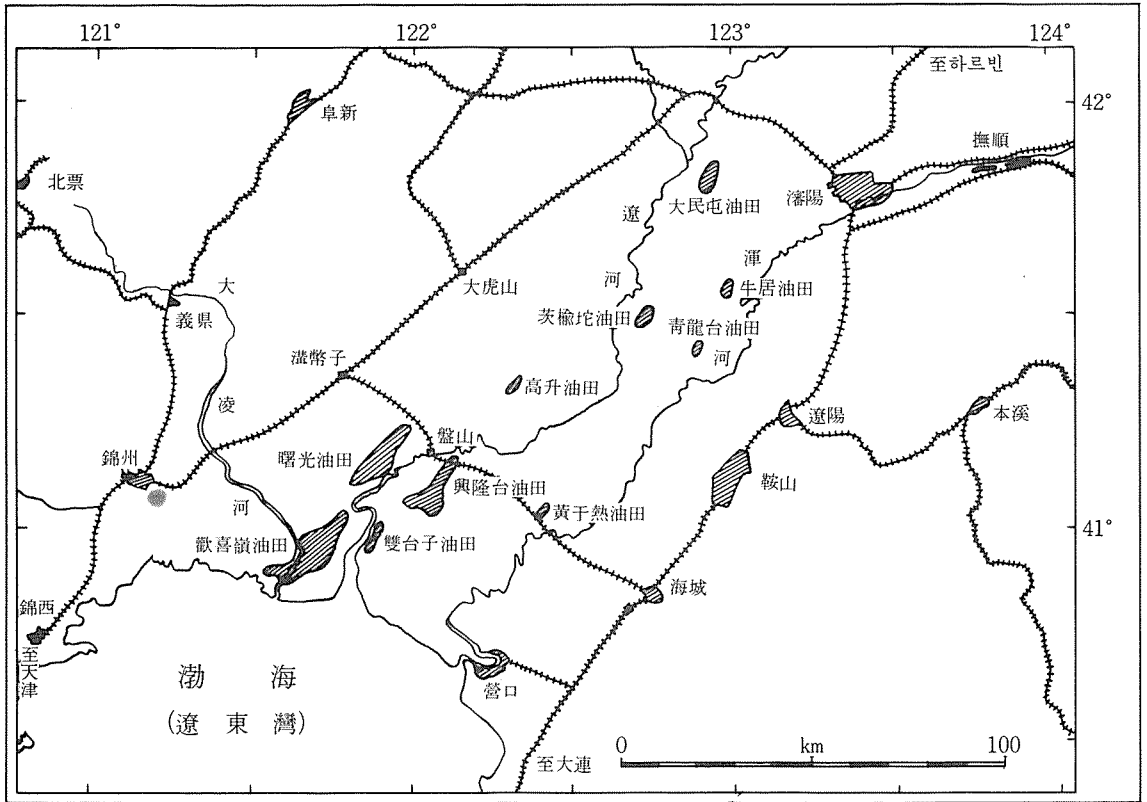 121°
122°
123°
124°
至하르빈
42°
阜新
撫順
北票
瀋陽
大民屯油田
遼
渾
大虎山
河
大
牛居油田
義県
茨楡坨油田
靑龍台油田
河
溝幣子
高升油田
凌
遼陽
本溪
盤山
曙光油田
錦州
鞍山
興隆台油田
河
黃于熱油田
41°
歡喜嶺油田
雙台子油田
海城
錦西
至天津
渤海
營口
(遼東灣)
0 km 100
至大連